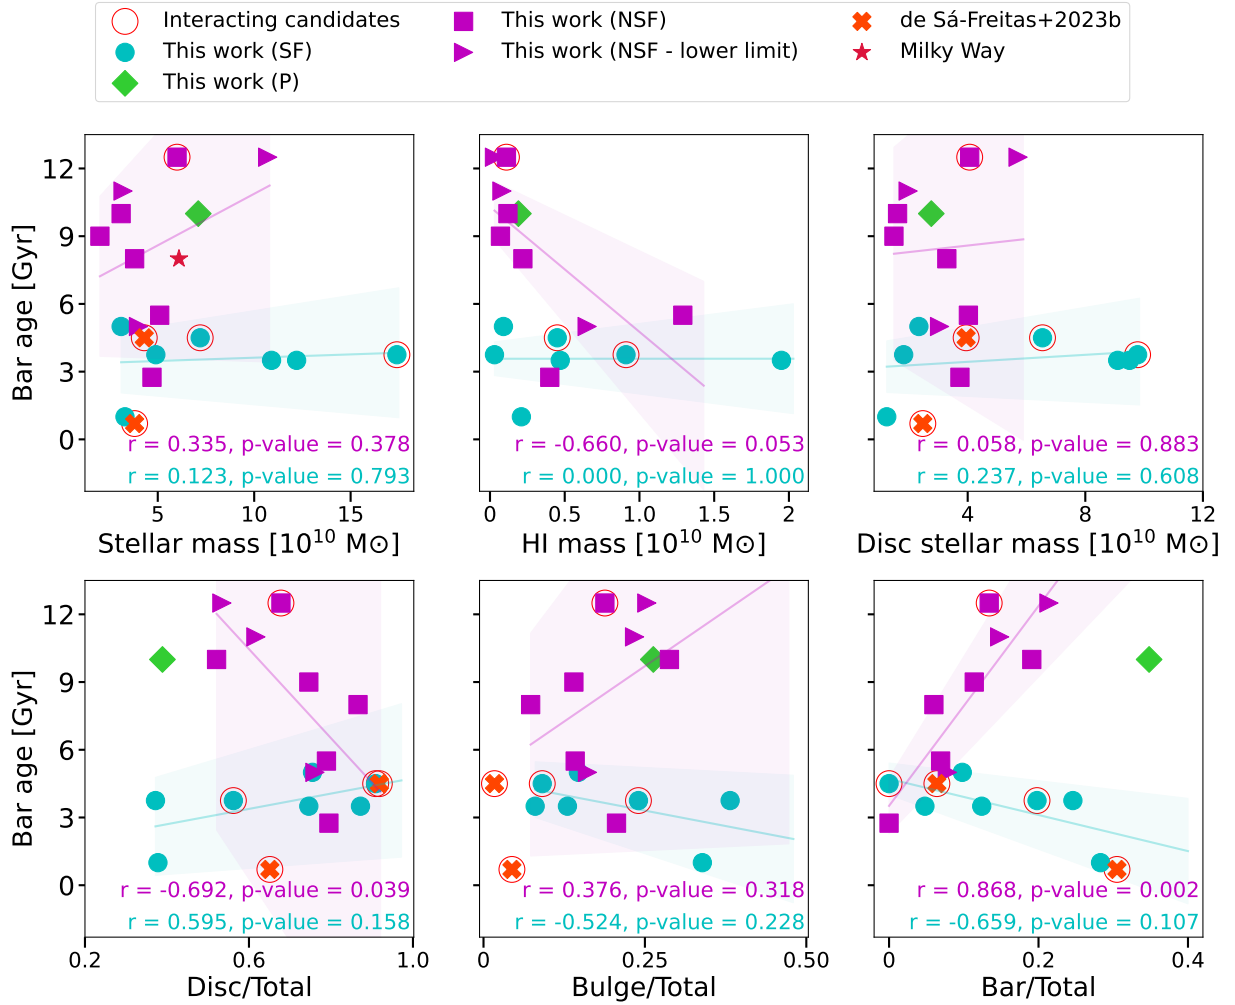 Interacting candidates
This work (SF)
This work (P)
This work (NSF)
This work (NSF - lower limit)
de Sá-Freitas+2023b
Milky Way
Bar age [Gyr]
12
9
6
3
0
r = 0.335, p-value = 0.378
r = 0.123, p-value = 0.793
5
10
15
Stellar mass [10^10 M⊙]
r = -0.660, p-value = 0.053
r = 0.000, p-value = 1.000
0
0.5
1.0
1.5
2
HI mass [10^10 M⊙]
r = 0.058, p-value = 0.883
r = 0.237, p-value = 0.608
4
8
12
Disc stellar mass [10^10 M⊙]
Bar age [Gyr]
12
9
6
3
0
r = -0.692, p-value = 0.039
r = 0.595, p-value = 0.158
0.2
0.6
1.0
Disc/Total
r = 0.376, p-value = 0.318
r = -0.524, p-value = 0.228
0
0.25
0.50
Bulge/Total
r = 0.868, p-value = 0.002
r = -0.659, p-value = 0.107
0
0.2
0.4
Bar/Total